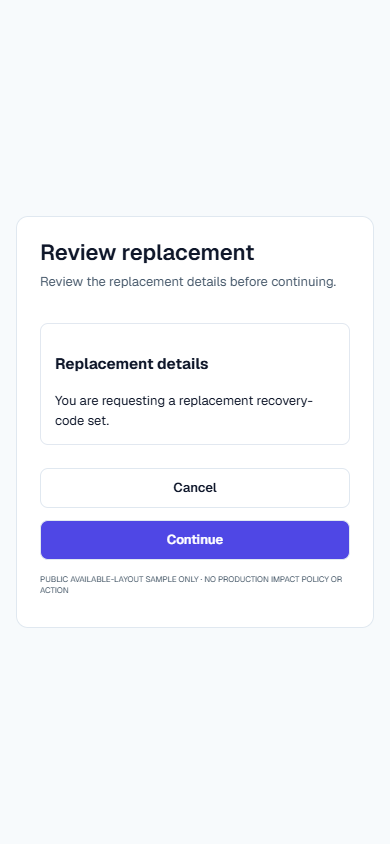 Review replacement
Review the replacement details before continuing.
Replacement details
You are requesting a replacement recovery-
code set.
Cancel
Continue
PUBLIC AVAILABLE-LAYOUT SAMPLE ONLY · NO PRODUCTION IMPACT POLICY OR
ACTION